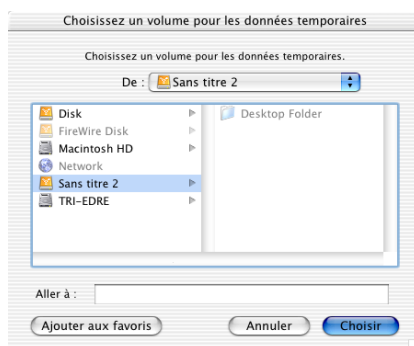 Choisissez un volume pour les données temporaires
Choisissez un volume pour les données temporaires.
De : Sans titre 2
Disk
FireWire Disk
Macintosh HD
Network
Sans titre 2
TRI-EDRE
Desktop Folder
Aller à :
Ajouter aux favoris
Annuler
Choisir